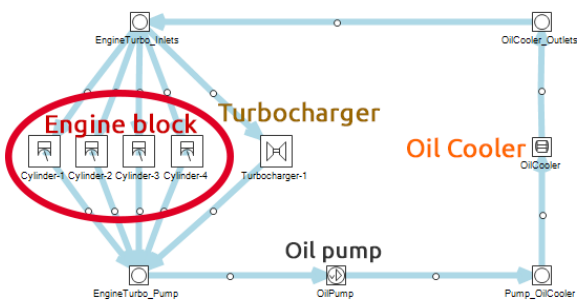 EngineTurbo_Inlets
OilCooler_Outlets
Turbocharger
Engine block
Oil Cooler
Cylinder-1
Cylinder-2
Cylinder-3
Cylinder-4
Turbocharger-1
OilCooler
Oil pump
EngineTurbo_Pump
OilPump
Pump_OilCooler